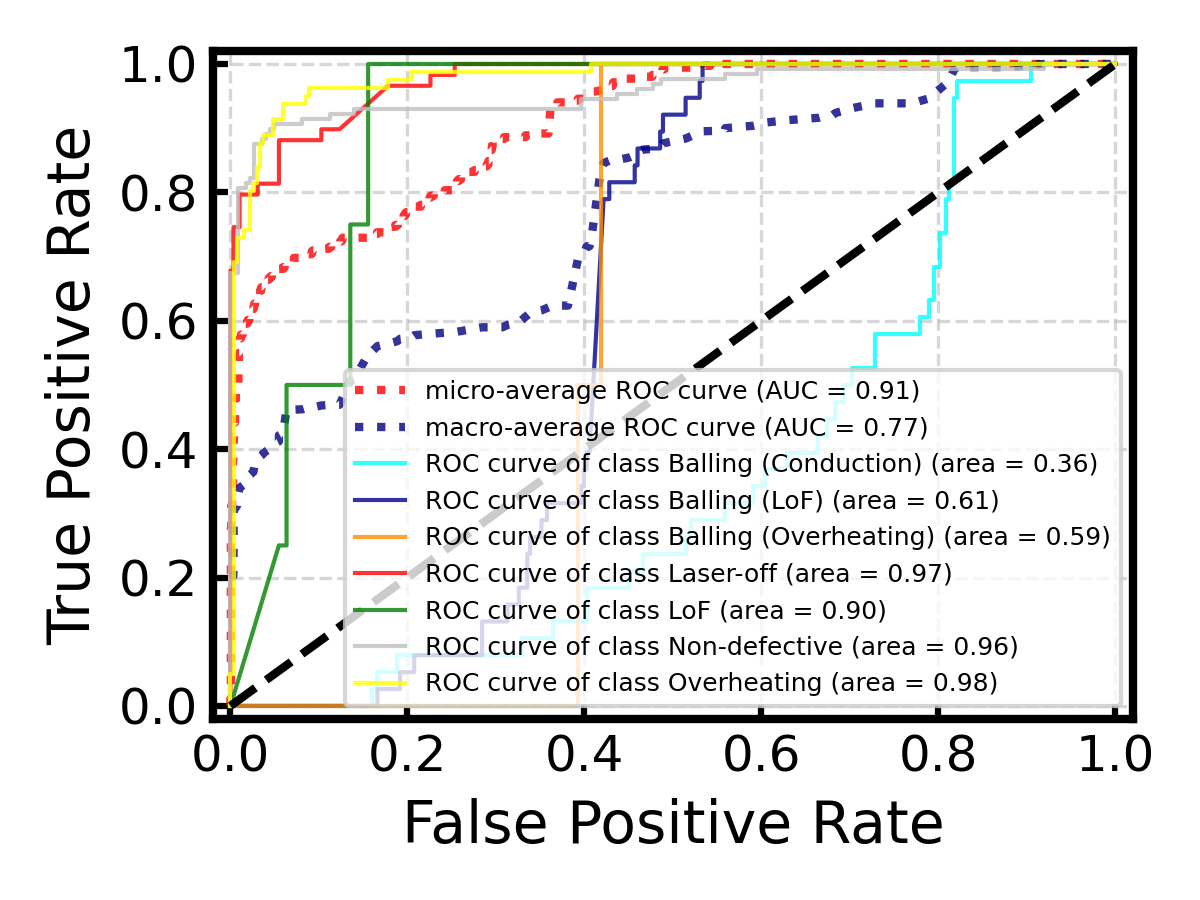 1.0
0.8
0.6
0.4
0.2
0.0
True Positive Rate
micro-average ROC curve (AUC = 0.91)
macro-average ROC curve (AUC = 0.77)
ROC curve of class Balling (Conduction) (area = 0.36)
ROC curve of class Balling (LoF) (area = 0.61)
ROC curve of class Balling (Overheating) (area = 0.59)
ROC curve of class Laser-off (area = 0.97)
ROC curve of class LoF (area = 0.90)
ROC curve of class Non-defective (area = 0.96)
ROC curve of class Overheating (area = 0.98)
0.0 0.2 0.4 0.6 0.8 1.0
False Positive Rate